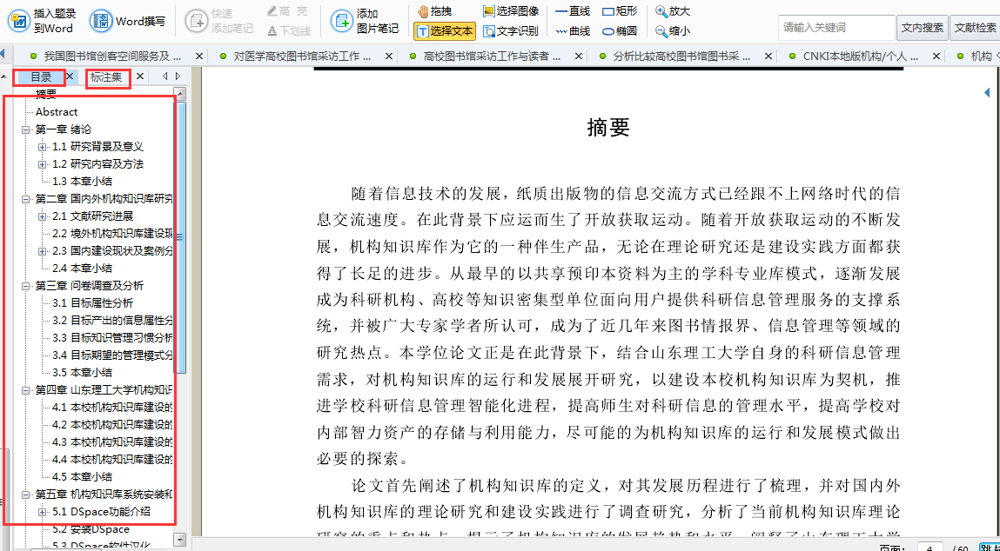 插入题录
到Word
Word撰写
快速
添加笔记
高 亮
下划线
添加
图片笔记
拖拽
选择文本
选择图像
文字识别
直线
曲线
矩形
椭圆
放大
缩小
请输入关键词
文内搜索
文献检索
我国图书馆创客空间服务及 ...
对医学高校图书馆采访工作 ...
高校图书馆采访工作与读者 ...
分析比较高校图书馆图书采 ...
CNKI本地版机构/个人 ...
机构
目录
标注集
摘要
Abstract
第一章 绪论
1.1 研究背景及意义
1.2 研究内容及方法
1.3 本章小结
第二章 国内外机构知识库研究
2.1 文献研究进展
2.2 境外机构知识库建设现
2.3 国内建设现状及案例分
2.4 本章小结
第三章 问卷调查及分析
3.1 目标属性分析
3.2 目标产出的信息属性分
3.3 目标知识管理习惯分析
3.4 目标期望的管理模式分
3.5 本章小结
第四章 山东理工大学机构知识
4.1 本校机构知识库建设的
4.2 本校机构知识库建设的
4.3 本校机构知识库建设的
4.4 本校机构知识库建设的
4.5 本章小结
第五章 机构知识库系统安装和
5.1 DSpace功能介绍
5.2 安装DSpace
5.3 DSpace软件汉化
摘要
随着信息技术的发展，纸质出版物的信息交流方式已经跟不上网络时代的信
息交流速度。在此背景下应运而生了开放获取运动。随着开放获取运动的不断发
展，机构知识库作为它的一种伴生产品，无论在理论研究还是建设实践方面都获
得了长足的进步。从最早的以共享预印本资料为主的学科专业库模式，逐渐发展
成为科研机构、高校等知识密集型单位面向用户提供科研信息管理服务的支撑系
统，并被广大专家学者所认可，成为了近几年来图书情报界、信息管理等领域的
研究热点。本学位论文正是在此背景下，结合山东理工大学自身的科研信息管理
需求，对机构知识库的运行和发展展开研究，以建设本校机构知识库为契机，推
进学校科研信息管理智能化进程，提高师生对科研信息的管理水平，提高学校对
内部智力资产的存储与利用能力，尽可能的为机构知识库的运行和发展模式做出
必要的探索。
论文首先阐述了机构知识库的定义，对其发展历程进行了梳理，并对国内外
机构知识库的理论研究和建设实践进行了调查研究，分析了当前机构知识库理论
研究的重点和热点，揭示了机构知识库的发展趋势和水平，阐释了山东理工大学
页面: 4 / 60 跳转